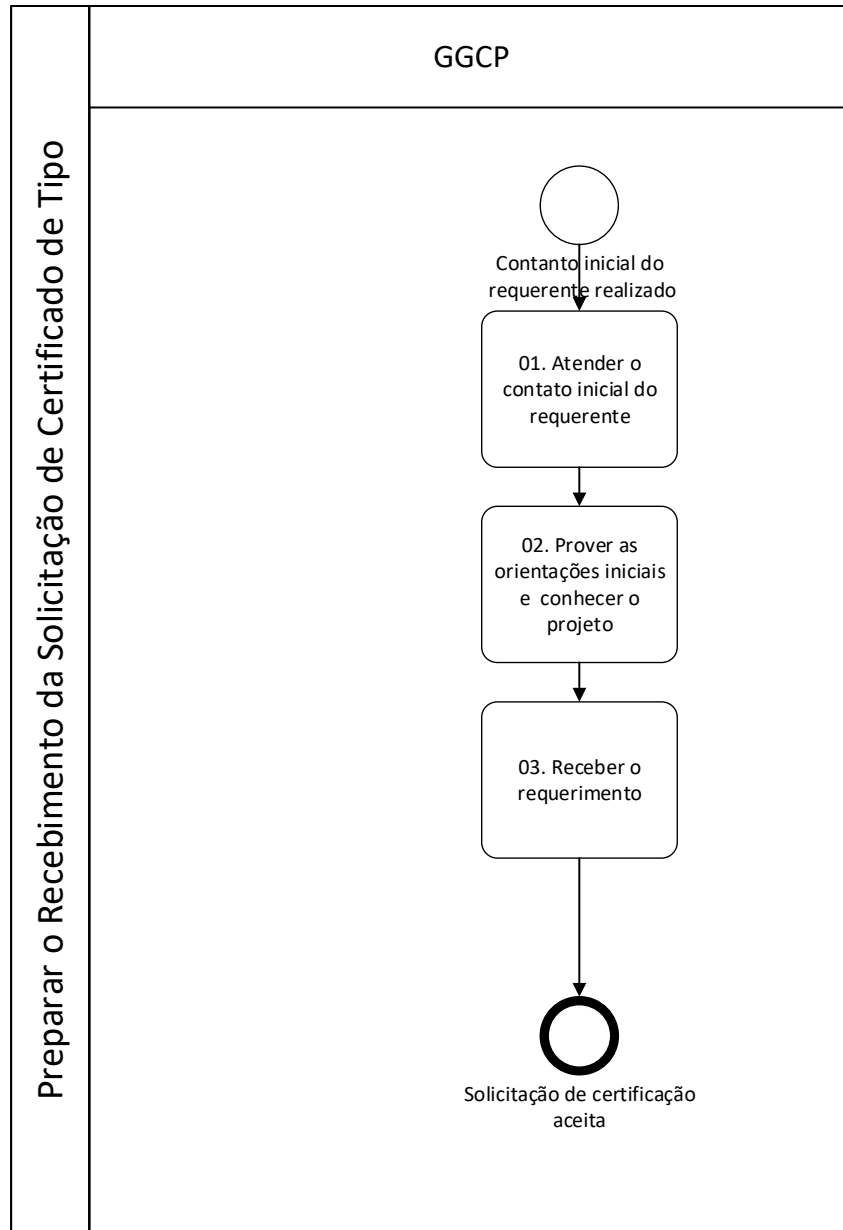 Preparar o Recebimento da Solicitação de Certificado de Tipo
GGCP
Contanto inicial do
requerente realizado
01. Atender o
contato inicial do
requerente
02. Prover as
orientações iniciais
e conhecer o
projeto
03. Receber o
requerimento
Solicitação de certificação
aceita